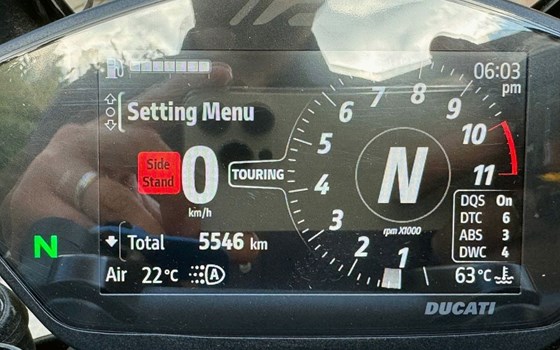 06:03
pm
Setting Menu
Side
Stand
0
km/h
TOURING
N
1
2
3
4
5
6
7
8
9
10
11
rpm X1000
DQS On
DTC 6
ABS 3
DWC 4
N
Total 5546 km
Air 22°C
A
63°C
DUCATI